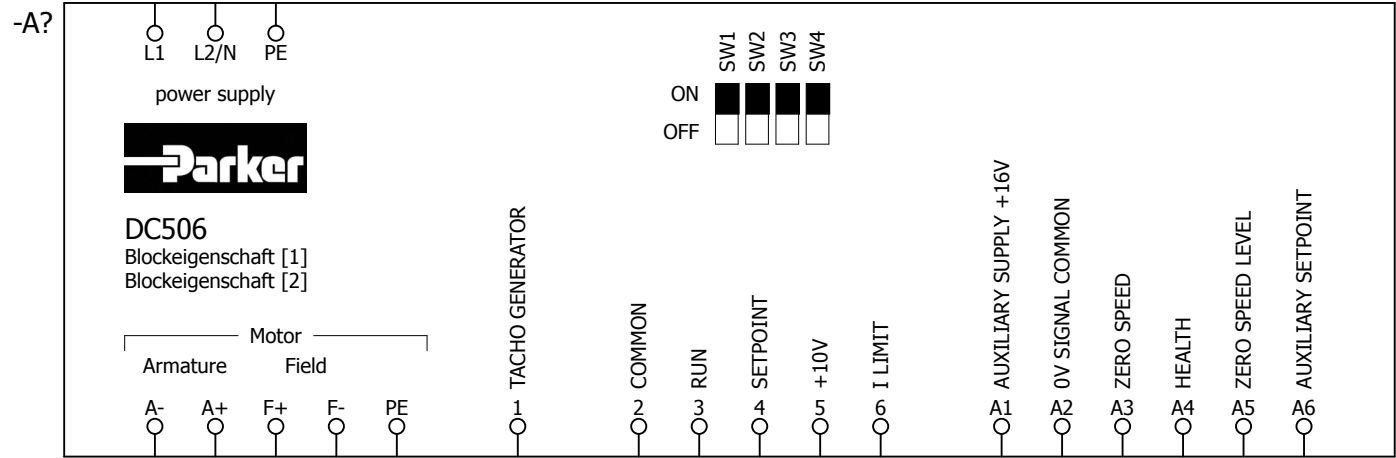 -A?
L1 L2/N PE
power supply
SW1 SW2 SW3 SW4
ON
OFF
Parker
DC506
Blockeigenschaft [1]
Blockeigenschaft [2]
Motor
Armature Field
A- A+ F+ F- PE
TACHO GENERATOR
1
COMMON
2
RUN
3
SETPOINT
4
+10V
5
I LIMIT
6
AUXILIARY SUPPLY +16V
A1
0V SIGNAL COMMON
A2
ZERO SPEED
A3
HEALTH
A4
ZERO SPEED LEVEL
A5
AUXILIARY SETPOINT
A6